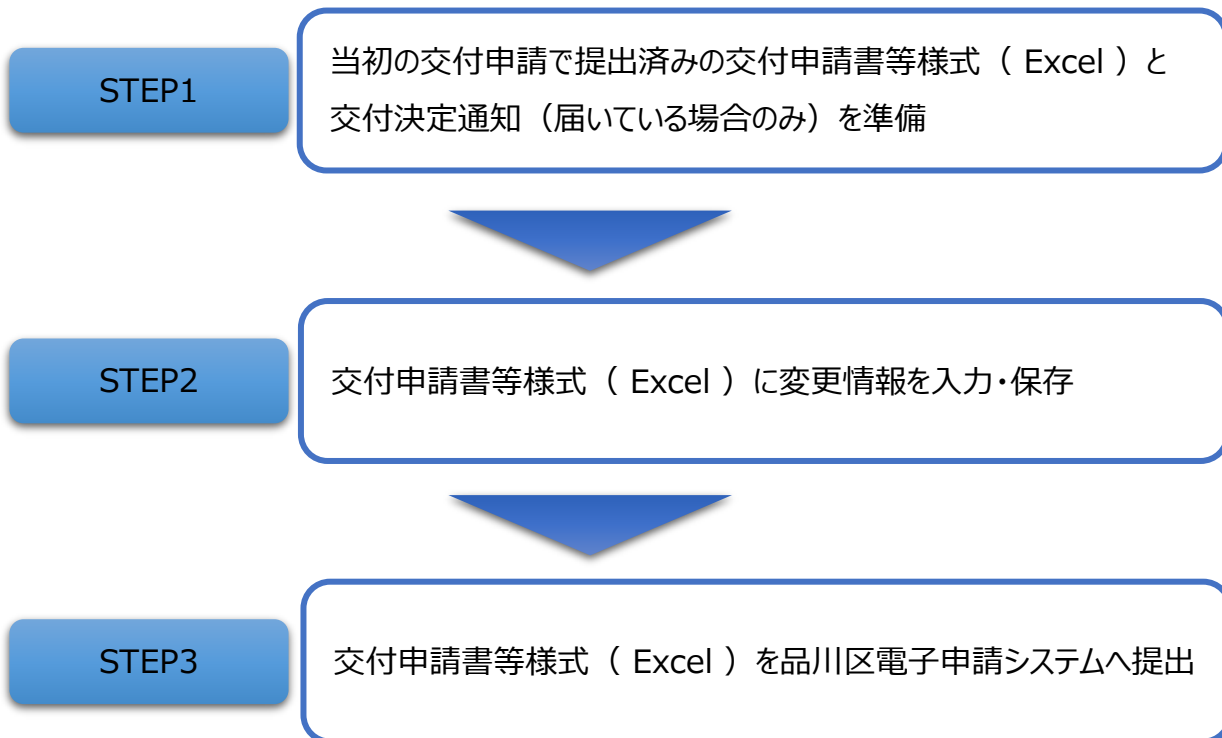 STEP1
当初の交付申請で提出済みの交付申請書等様式（ Excel ）と
交付決定通知（届いている場合のみ）を準備
STEP2
交付申請書等様式（ Excel ）に変更情報を入力・保存
STEP3
交付申請書等様式（ Excel ）を品川区電子申請システムへ提出